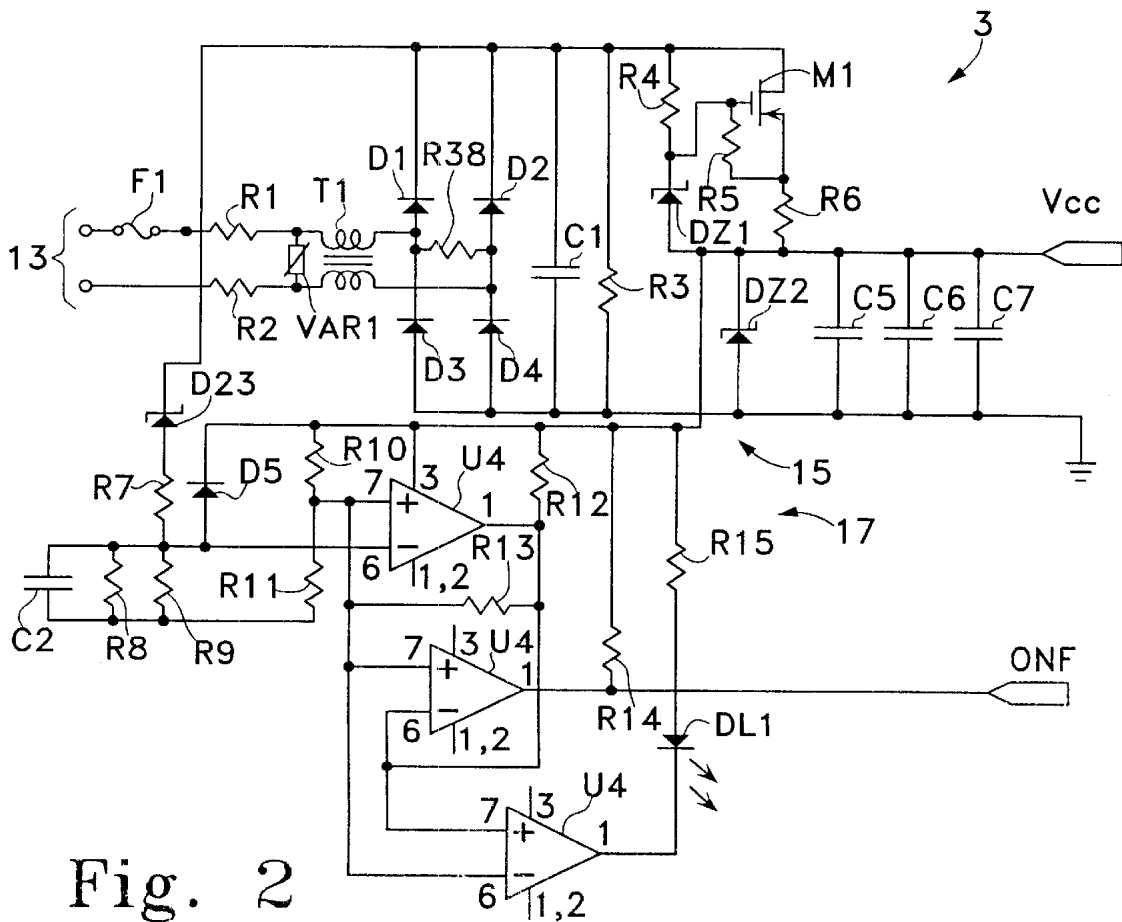 3
R4
M1
D1
R38
D2
F1
R1
T1
R5
R6
Vcc
DZ1
13
C1
R3
DZ2
C5
C6
C7
R2
VAR1
D3
D4
D23
R10
3
U4
15
R7
D5
7
+
1
R12
17
−
R13
R15
6
1,2
R11
C2
R8
R9
3
U4
7
+
1
ONF
−
R14
6
1,2
DL1
U4
7
3
+
1
−
6
1,2
Fig. 2